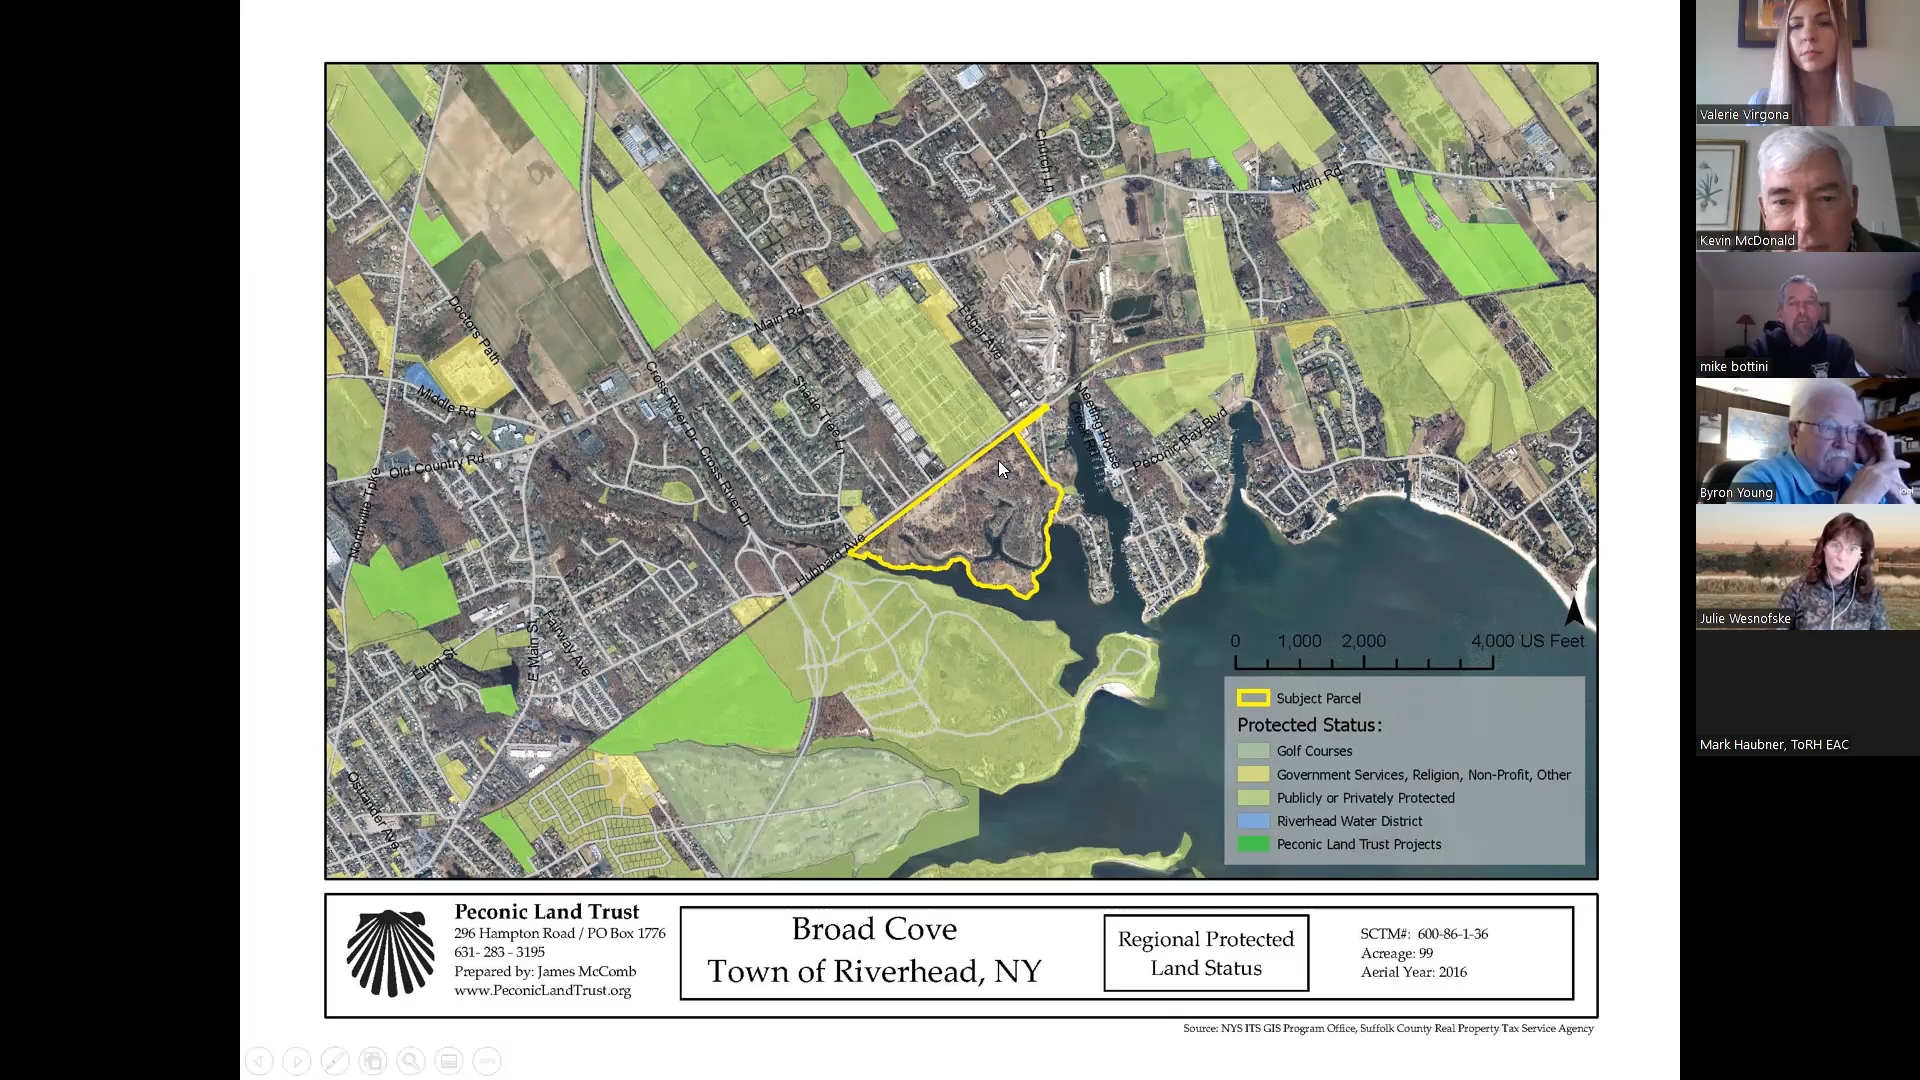 Church Ln
Main Rd
Doctors Path
Main Rd
Edgar Ave
Middle Rd
Cross River Dr
Shade Tree Ln
Meeting House
Creek Rd
Peconic Bay Blvd
Old Country Rd
Cross River Dr
Northville Tpke
Hubbard Ave
E Main St
Fairway Ave
Elton St
Ostrander Ave
N
0 1,000 2,000 4,000 US Feet
Subject Parcel
Protected Status:
Golf Courses
Government Services, Religion, Non-Profit, Other
Publicly or Privately Protected
Riverhead Water District
Peconic Land Trust Projects
Peconic Land Trust
296 Hampton Road / PO Box 1776
631- 283 - 3195
Prepared by: James McComb
www.PeconicLandTrust.org
Broad Cove
Town of Riverhead, NY
Regional Protected
Land Status
SCTM#: 600-86-1-36
Acreage: 99
Aerial Year: 2016
Source: NYS ITS GIS Program Office, Suffolk County Real Property Tax Service Agency
Valerie Virgona
Kevin McDonald
mike bottini
Byron Young
Julie Wesnofske
Mark Haubner, ToRH EAC